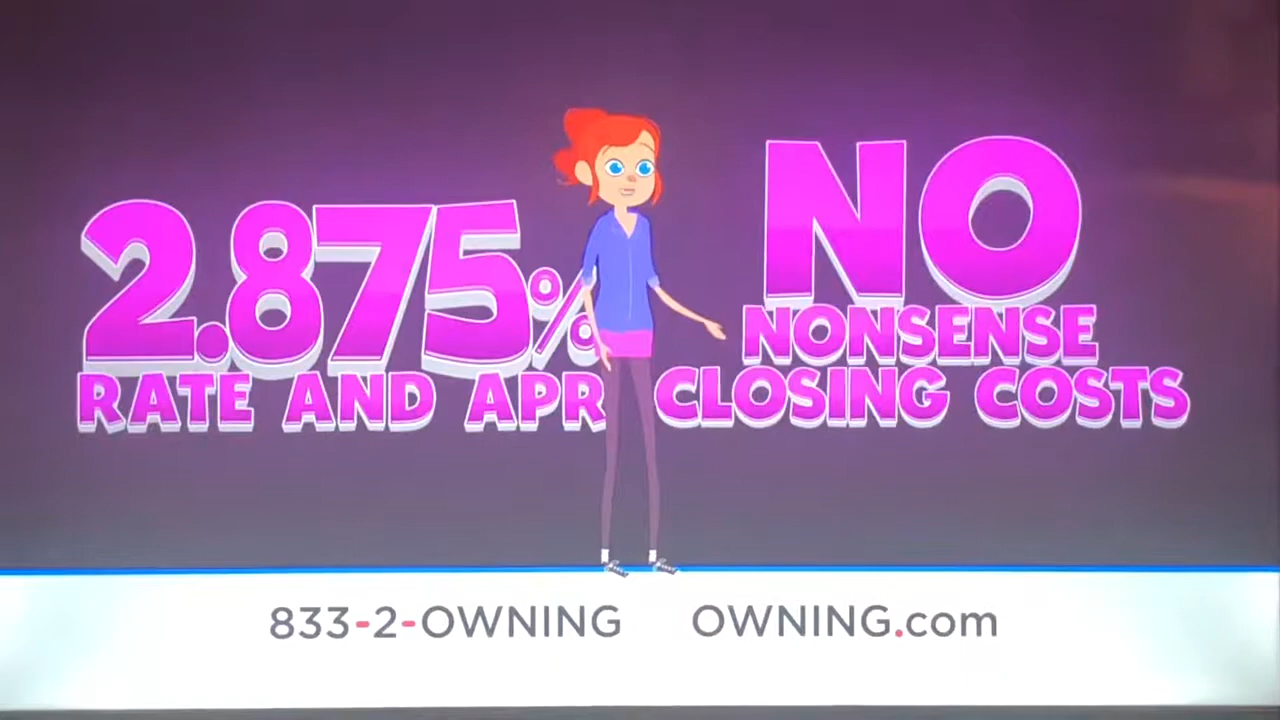 2.875%
RATE AND APR
NO
NONSENSE
CLOSING COSTS
833-2-OWNING
OWNING.com